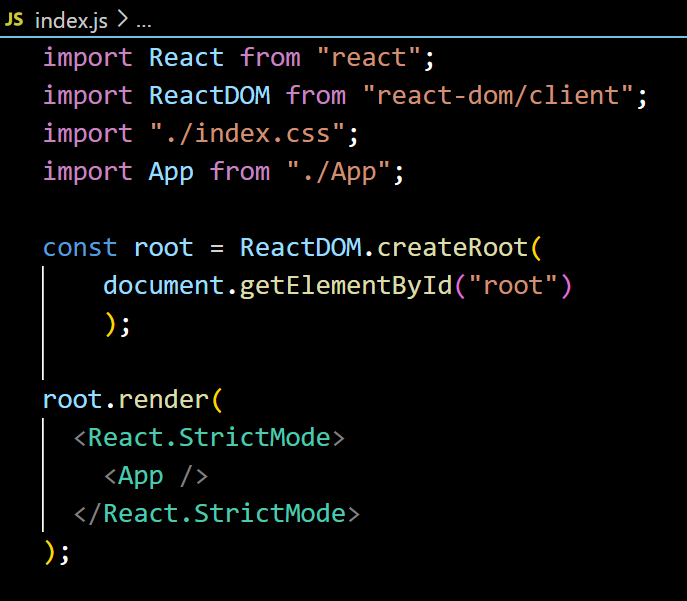 JS index.js > ...
import React from "react";
import ReactDOM from "react-dom/client";
import "./index.css";
import App from "./App";
const root = ReactDOM.createRoot(
    document.getElementById("root")
    );
root.render(
  <React.StrictMode>
    <App />
  </React.StrictMode>
);